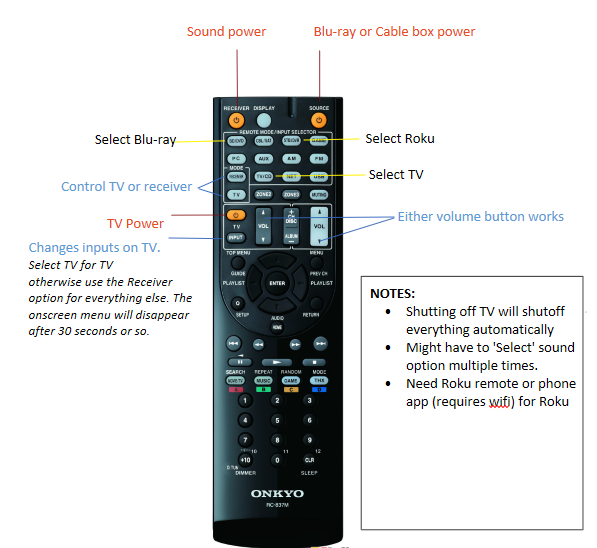 Sound power
Blu-ray or Cable box power
RECEIVER DISPLAY SOURCE
REMOTE MODE/INPUT SELECTOR
Select Blu-ray
BD/DVD CBL/SAT STB/DVR
Select Roku
PC AUX AM FM
MODE
TV/CD NET USB
Select TV
Control TV or receiver
TV ZONE2 ZONE3 MUTING
TV Power
TV VOL DISC ALBUM VOL
Either volume button works
INPUT
Changes inputs on TV.
Select TV for TV
otherwise use the Receiver
option for everything else. The
onscreen menu will disappear
after 30 seconds or so.
TOP MENU MENU
GUIDE PREV CH
PLAYLIST ENTER PLAYLIST
SETUP AUDIO RETURN
HOME
SEARCH REPEAT RANDOM MODE
MOVIE/TV MUSIC GAME THX
A B C D
1 2 3
4 5 6
7 8 9
10 11 12
+10 0 CLR
D.TUN
DIMMER SLEEP
ONKYO
RC-837M
NOTES:
• Shutting off TV will shutoff
everything automatically
• Might have to 'Select' sound
option multiple times.
• Need Roku remote or phone
app (requires wifi) for Roku